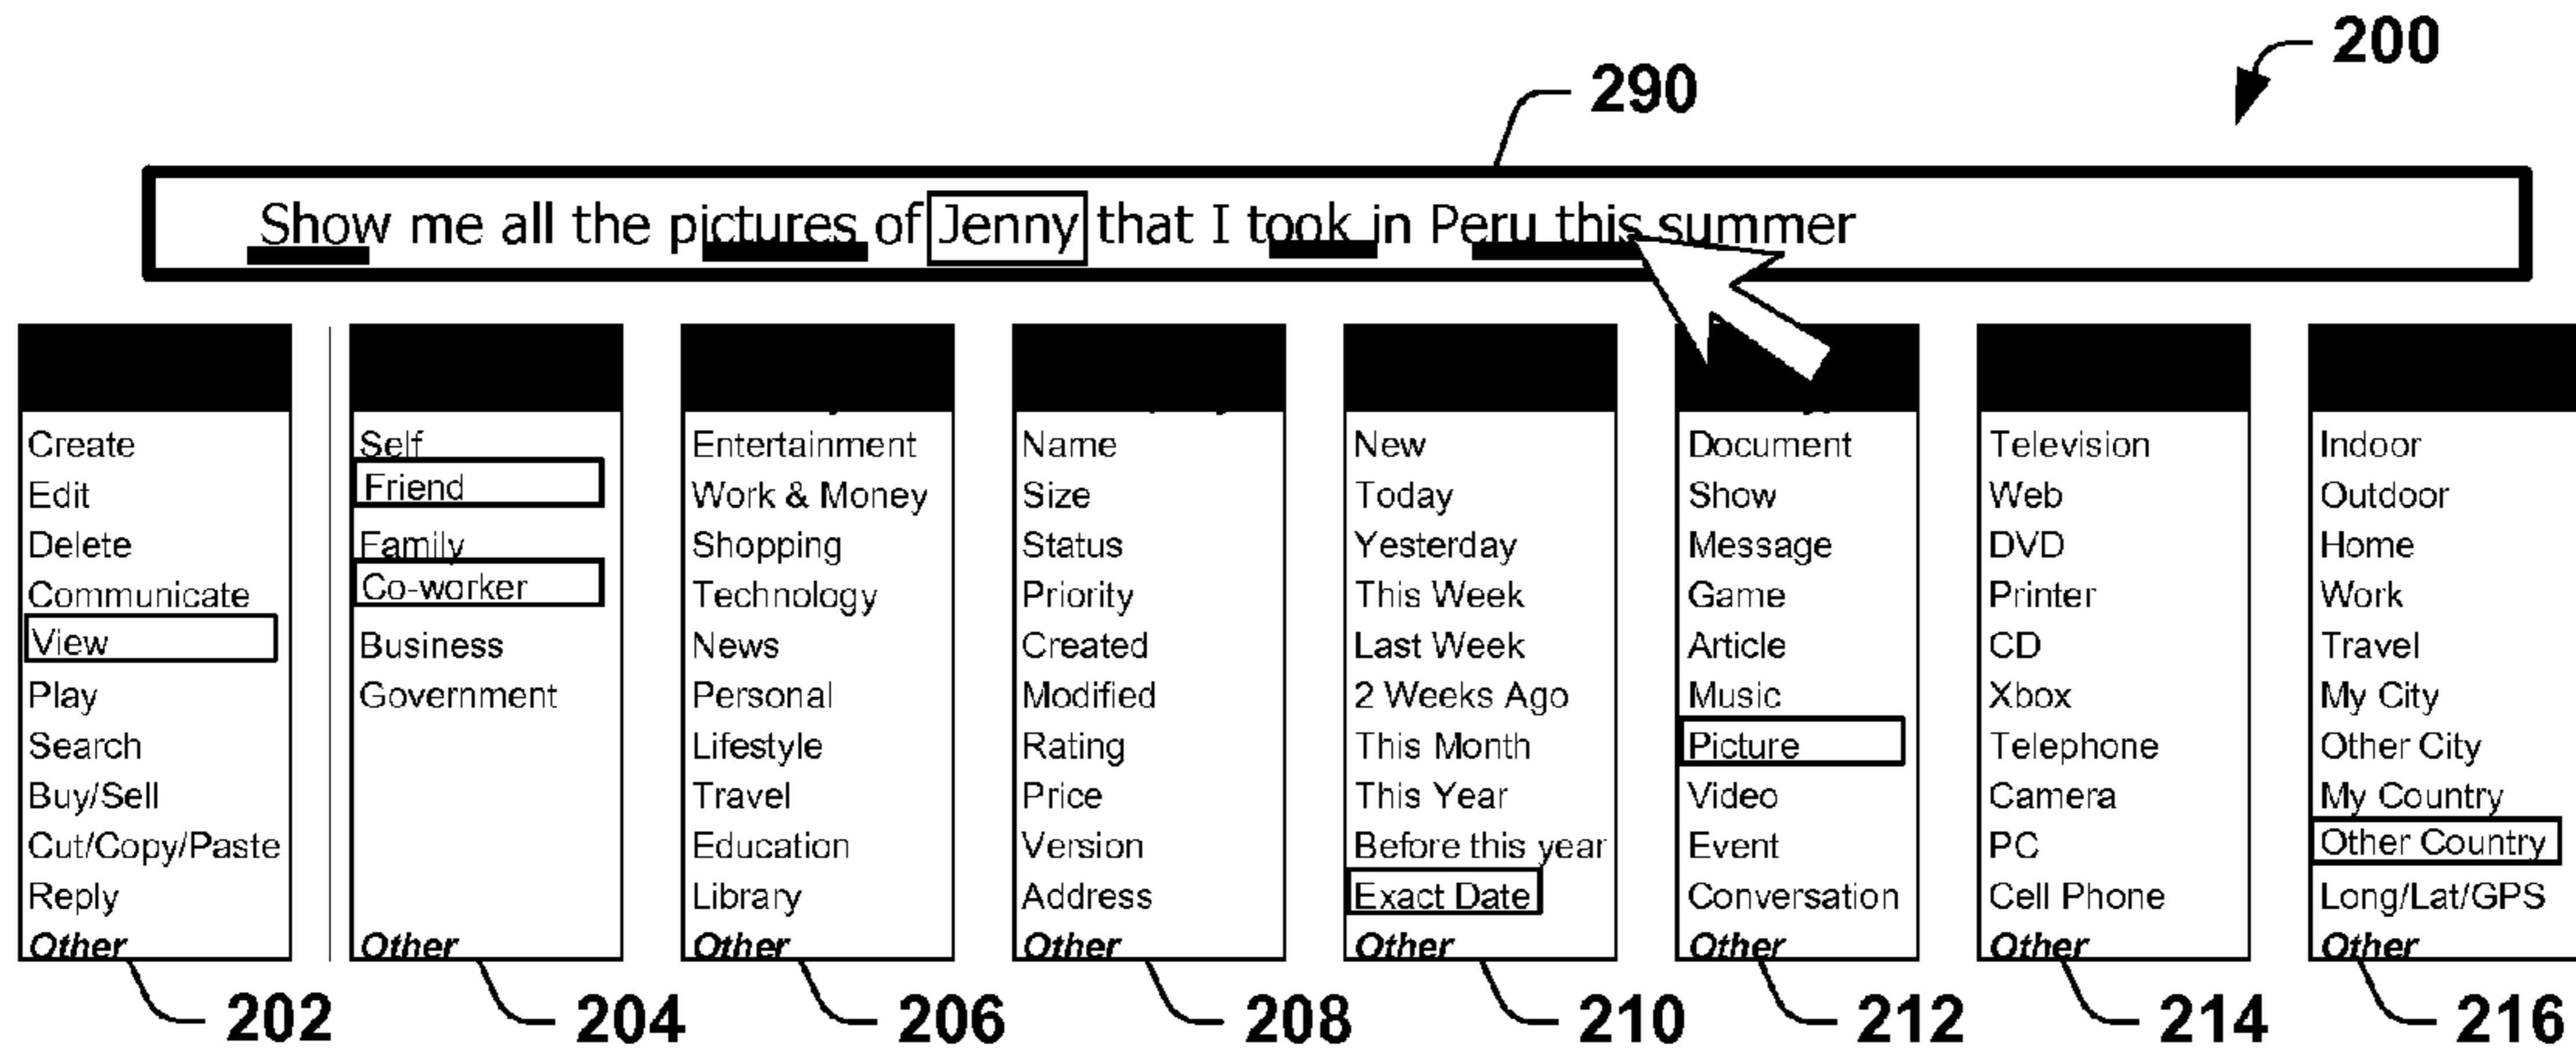 200
290
Show me all the pictures of Jenny that I took in Peru this summer
Create
Edit
Delete
Communicate
View
Play
Search
Buy/Sell
Cut/Copy/Paste
Reply
Other
202
Self
Friend
Family
Co-worker
Business
Government
Other
204
Entertainment
Work & Money
Shopping
Technology
News
Personal
Lifestyle
Travel
Education
Library
Other
206
Name
Size
Status
Priority
Created
Modified
Rating
Price
Version
Address
Other
208
New
Today
Yesterday
This Week
Last Week
2 Weeks Ago
This Month
This Year
Before this year
Exact Date
Other
210
Document
Show
Message
Game
Article
Music
Picture
Video
Event
Conversation
Other
212
Television
Web
DVD
Printer
CD
Xbox
Telephone
Camera
PC
Cell Phone
Other
214
Indoor
Outdoor
Home
Work
Travel
My City
Other City
My Country
Other Country
Long/Lat/GPS
Other
216